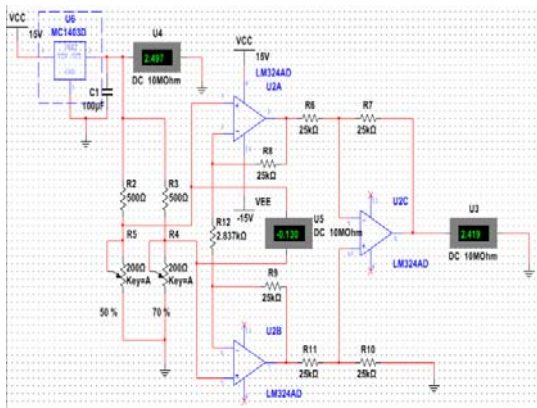 VCC
15V
U6
MC1403D
U4
2.497
DC 10MOhm
C1
100µF
VCC
15V
LM324AD
U2A
R6
25kΩ
R7
25kΩ
R8
25kΩ
R2
500Ω
R3
500Ω
VEE
-15V
U5
-0.130
DC 10MOhm
R12
2.837kΩ
U2C
U3
2.419
DC 10MOhm
LM324AD
R5
R4
200Ω
Key=A
200Ω
Key=A
50 %
70 %
R9
25kΩ
U2B
R11
25kΩ
R10
25kΩ
LM324AD